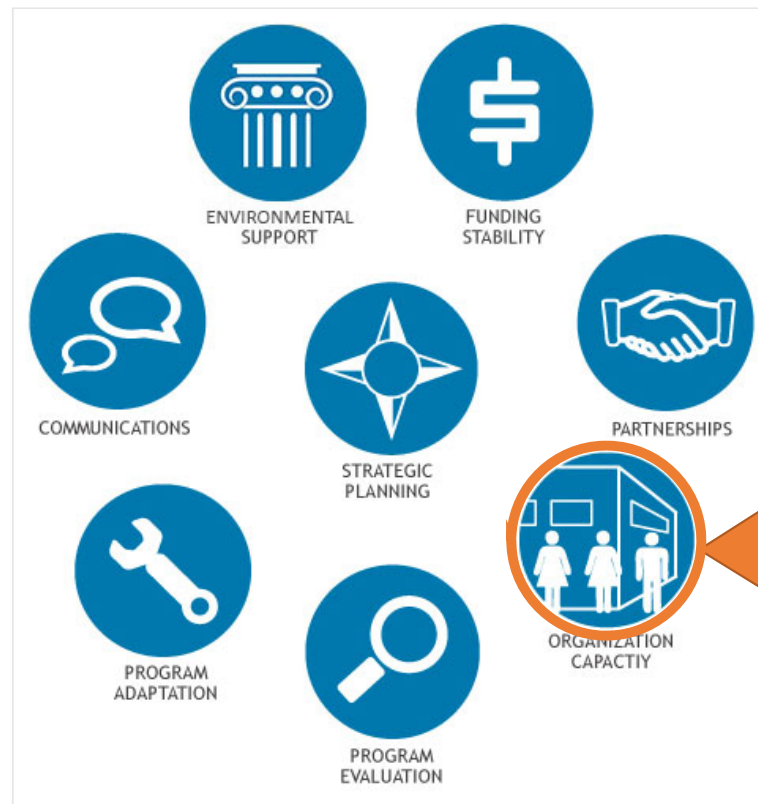 ENVIRONMENTAL
SUPPORT
FUNDING
STABILITY
COMMUNICATIONS
STRATEGIC
PLANNING
PARTNERSHIPS
PROGRAM
ADAPTATION
PROGRAM
EVALUATION
ORGANIZATION
CAPACTIY